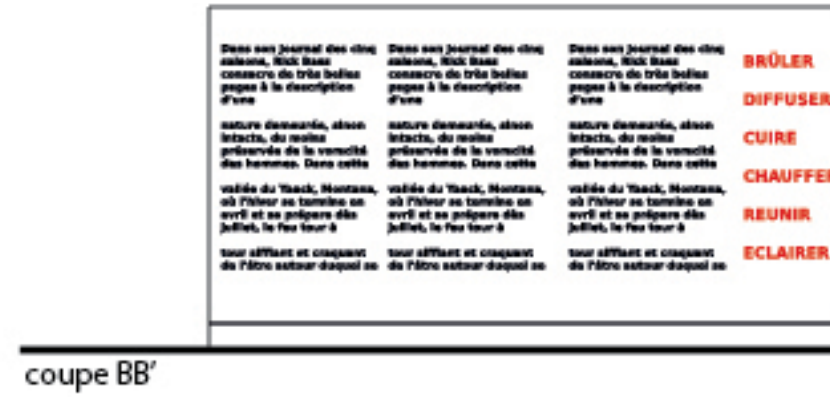 Dans son journal des cinq
saisons, Rick Bass
consacre de très belles
pages à la description
d'une
nature demeurée, sinon
intacte, du moins
préservée de la voracité
des hommes. Dans cette
vallée du Yaack, Montana,
où l'hiver se termine en
avril et se prépare dès
juillet, le feu tour à
tour sifflant et craquant
de l'âtre autour duquel se
Dans son journal des cinq
saisons, Rick Bass
consacre de très belles
pages à la description
d'une
nature demeurée, sinon
intacte, du moins
préservée de la voracité
des hommes. Dans cette
vallée du Yaack, Montana,
où l'hiver se termine en
avril et se prépare dès
juillet, le feu tour à
tour sifflant et craquant
de l'âtre autour duquel se
Dans son journal des cinq
saisons, Rick Bass
consacre de très belles
pages à la description
d'une
nature demeurée, sinon
intacte, du moins
préservée de la voracité
des hommes. Dans cette
vallée du Yaack, Montana,
où l'hiver se termine en
avril et se prépare dès
juillet, le feu tour à
tour sifflant et craquant
de l'âtre autour duquel se
BRÛLER
DIFFUSER
CUIRE
CHAUFFER
REUNIR
ECLAIRER
coupe BB'